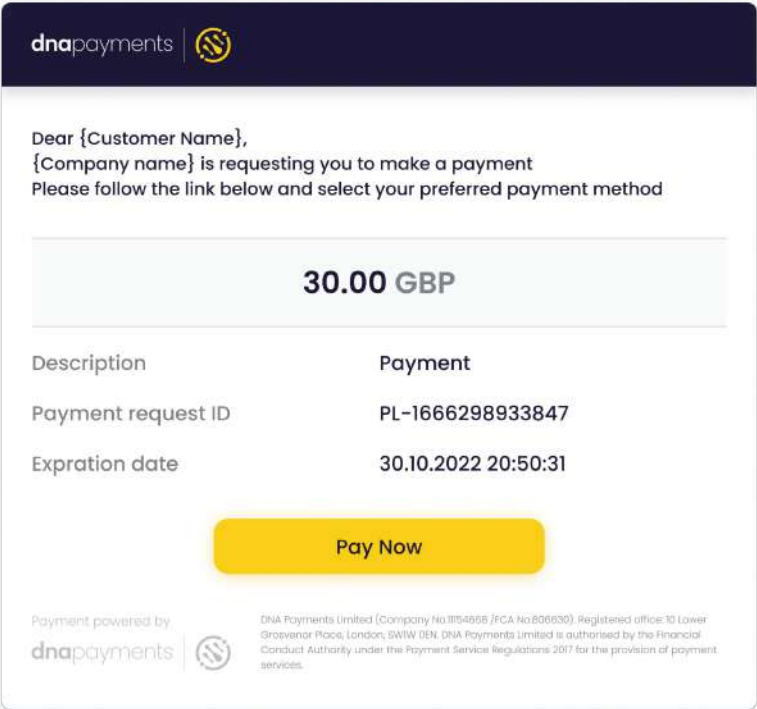 dnapayments
Dear {Customer Name},
{Company name} is requesting you to make a payment
Please follow the link below and select your preferred payment method
30.00 GBP
Description Payment
Payment request ID PL-1666298933847
Expration date 30.10.2022 20:50:31
Pay Now
Payment powered by
dnapayments
DNA Payments Limited (Company No.11154668 /FCA No.806630). Registered office: 10 Lower
Grosvenor Place, London, SW1W 0EN. DNA Payments Limited is authorised by the Financial
Conduct Authority under the Payment Service Regulations 2017 for the provision of payment
services.